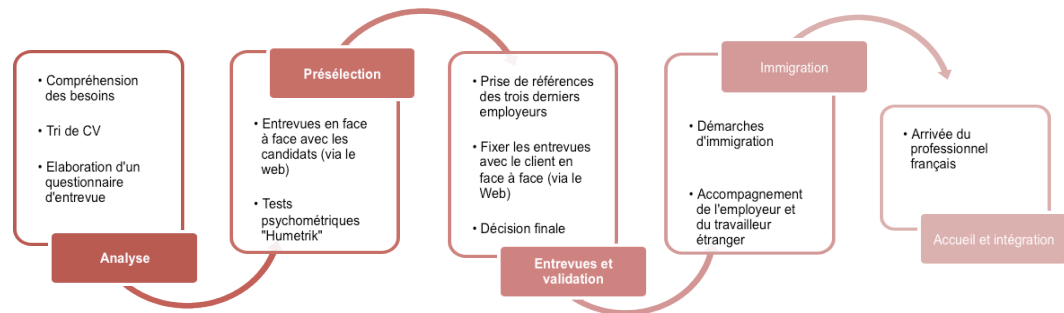 • Compréhension
des besoins
• Tri de CV
• Elaboration d'un
questionnaire
d'entrevue
Analyse
Présélection
• Entrevues en face
à face avec les
candidats (via le
web)
• Tests
psychométriques
"Humetrik"
• Prise de références
des trois derniers
employeurs
• Fixer les entrevues
avec le client en
face à face (via le
Web)
• Décision finale
Entrevues et
validation
Immigration
• Démarches
d'immigration
• Accompagnement
de l'employeur et
du travailleur
étranger
• Arrivée du
professionnel
français
Accueil et intégration